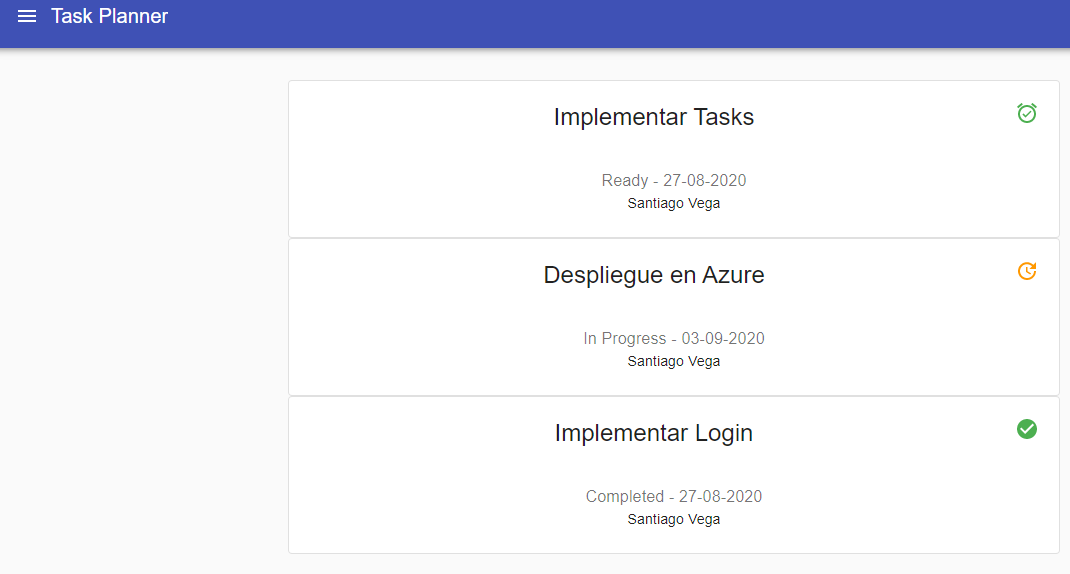 Task Planner
Implementar Tasks
Ready - 27-08-2020
Santiago Vega
Despliegue en Azure
In Progress - 03-09-2020
Santiago Vega
Implementar Login
Completed - 27-08-2020
Santiago Vega